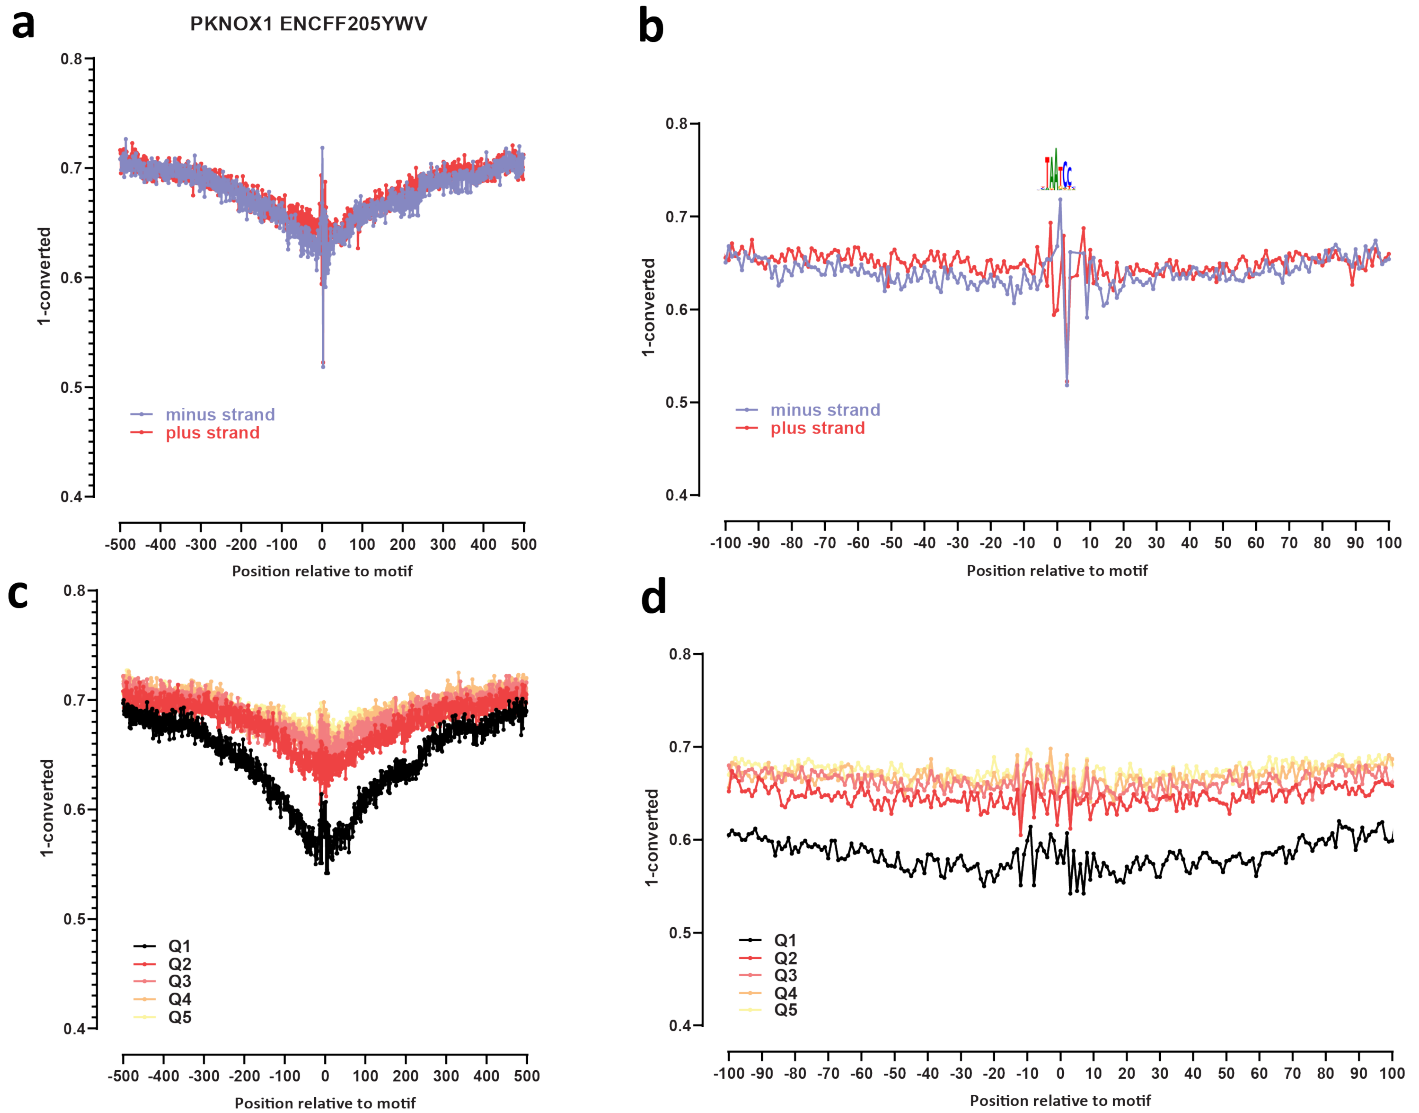 a
PKNOX1 ENCFF205YWV
0.8
0.7
0.6
0.5
0.4
1-converted
minus strand
plus strand
-500 -400 -300 -200 -100 0 100 200 300 400 500
Position relative to motif
b
0.8
0.7
0.6
0.5
0.4
1-converted
TAATCC
minus strand
plus strand
-100 -90 -80 -70 -60 -50 -40 -30 -20 -10 0 10 20 30 40 50 60 70 80 90 100
Position relative to motif
c
0.8
0.7
0.6
0.5
0.4
1-converted
Q1
Q2
Q3
Q4
Q5
-500 -400 -300 -200 -100 0 100 200 300 400 500
Position relative to motif
d
0.8
0.7
0.6
0.5
0.4
1-converted
Q1
Q2
Q3
Q4
Q5
-100 -90 -80 -70 -60 -50 -40 -30 -20 -10 0 10 20 30 40 50 60 70 80 90 100
Position relative to motif